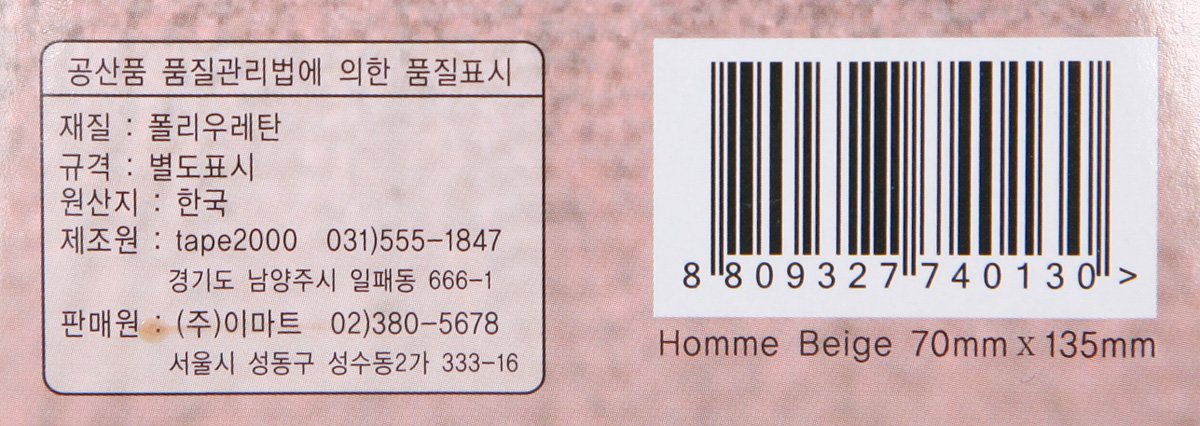 공산품 품질관리법에 의한 품질표시
재질 : 폴리우레탄
규격 : 별도표시
원산지 : 한국
제조원 : tape2000 031)555-1847
경기도 남양주시 일패동 666-1
판매원 : (주)이마트 02)380-5678
서울시 성동구 성수동2가 333-16
8 809327 740130 >
Homme Beige 70mm x 135mm